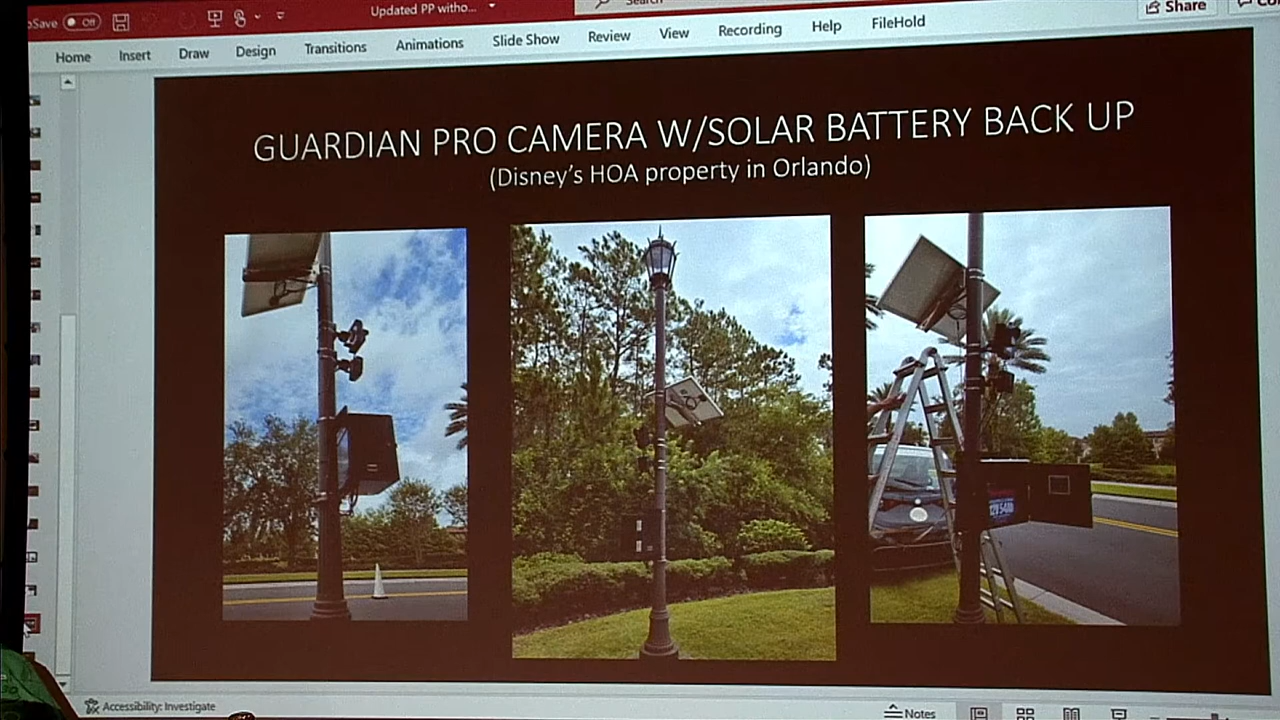 Save Off
Updated PP witho...
Search
Share
Home Insert Draw Design Transitions Animations Slide Show Review View Recording Help FileHold
GUARDIAN PRO CAMERA W/SOLAR BATTERY BACK UP
(Disney's HOA property in Orlando)
Accessibility: Investigate
Notes